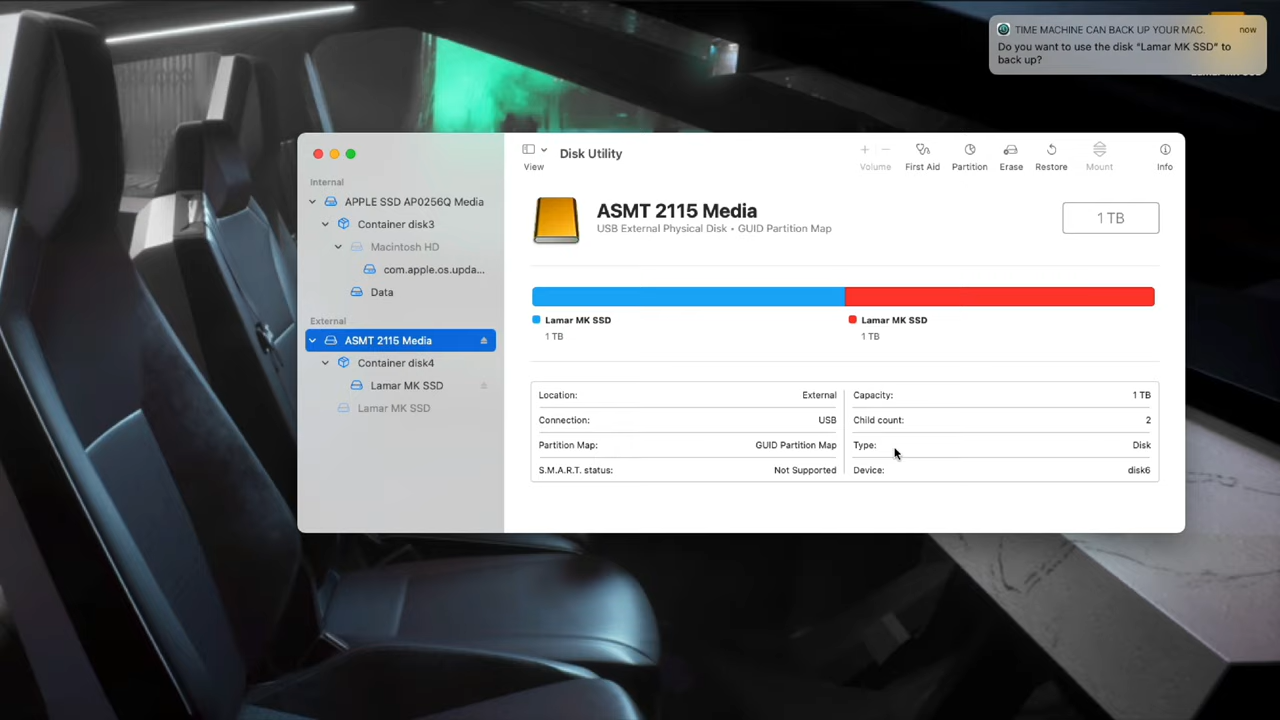 TIME MACHINE CAN BACK UP YOUR MAC. now
Do you want to use the disk “Lamar MK SSD” to
back up?
View
Disk Utility
Volume
First Aid
Partition
Erase
Restore
Mount
Info
Internal
APPLE SSD AP0256Q Media
Container disk3
Macintosh HD
com.apple.os.upda...
Data
External
ASMT 2115 Media
Container disk4
Lamar MK SSD
Lamar MK SSD
ASMT 2115 Media
USB External Physical Disk • GUID Partition Map
1 TB
Lamar MK SSD
1 TB
Lamar MK SSD
1 TB
Location: External
Connection: USB
Partition Map: GUID Partition Map
S.M.A.R.T. status: Not Supported
Capacity: 1 TB
Child count: 2
Type: Disk
Device: disk6